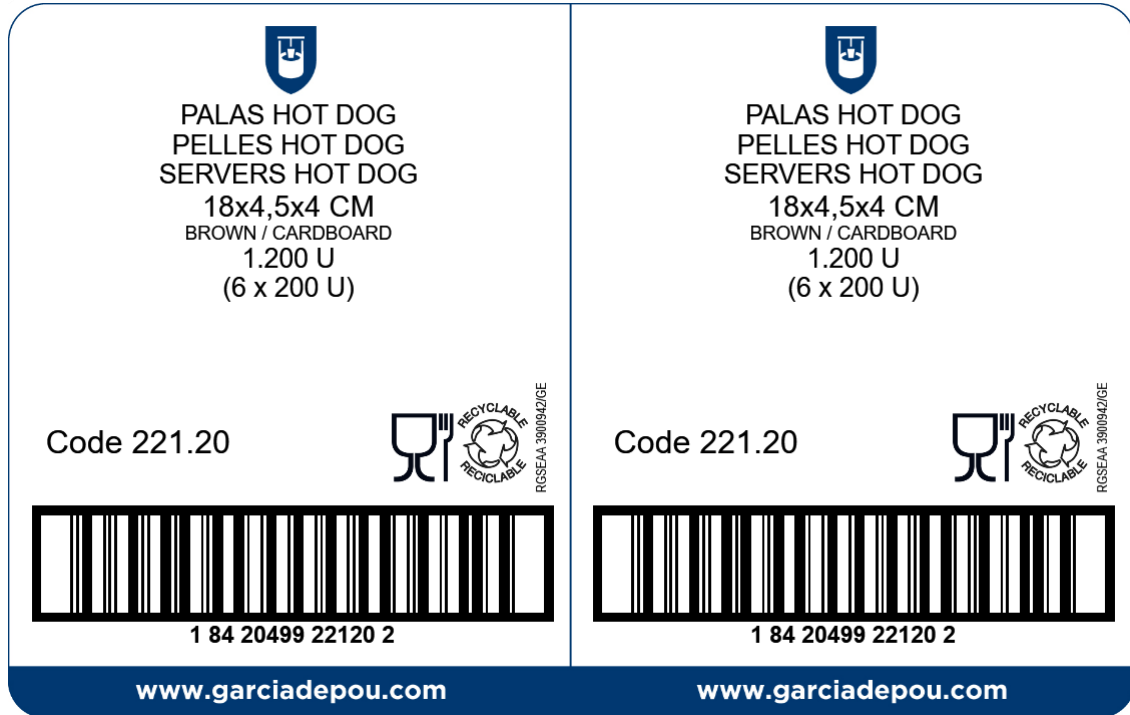 PALAS HOT DOG
PELLES HOT DOG
SERVERS HOT DOG
18x4,5x4 CM
BROWN / CARDBOARD
1.200 U
(6 x 200 U)
Code 221.20
RECYCLABLE
RECICLABLE
RGSEAA 3900942/GE
1 84 20499 22120 2
www.garciadepou.com
PALAS HOT DOG
PELLES HOT DOG
SERVERS HOT DOG
18x4,5x4 CM
BROWN / CARDBOARD
1.200 U
(6 x 200 U)
Code 221.20
RECYCLABLE
RECICLABLE
RGSEAA 3900942/GE
1 84 20499 22120 2
www.garciadepou.com